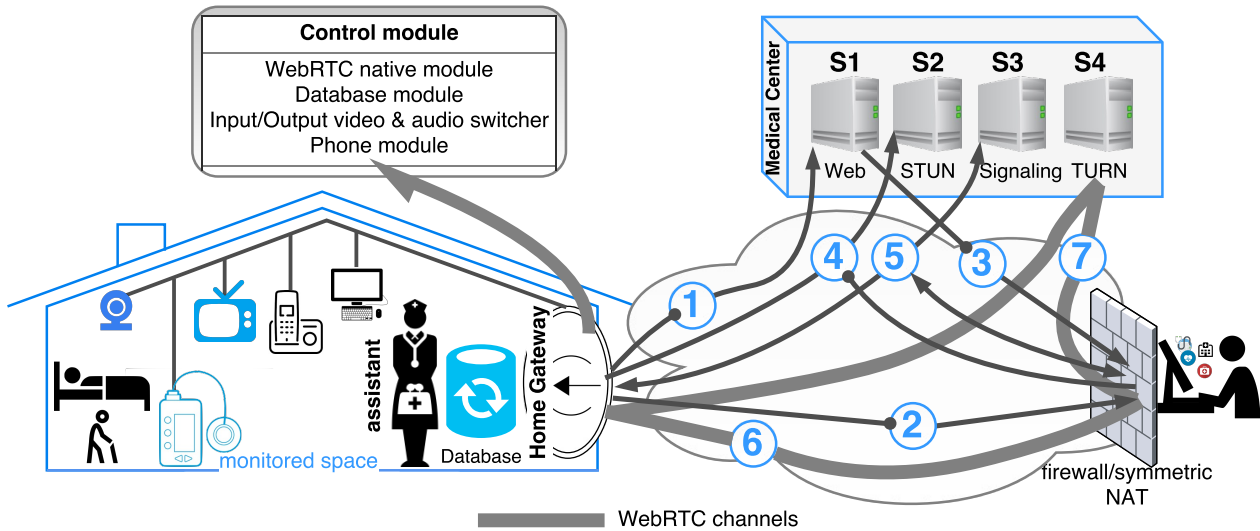 Control module
WebRTC native module
Database module
Input/Output video & audio switcher
Phone module
Medical Center
S1
S2
S3
S4
Web
STUN
Signaling
TURN
1
4
5
3
7
2
6
assistant
Database
Home Gateway
monitored space
firewall/symmetric
NAT
WebRTC channels